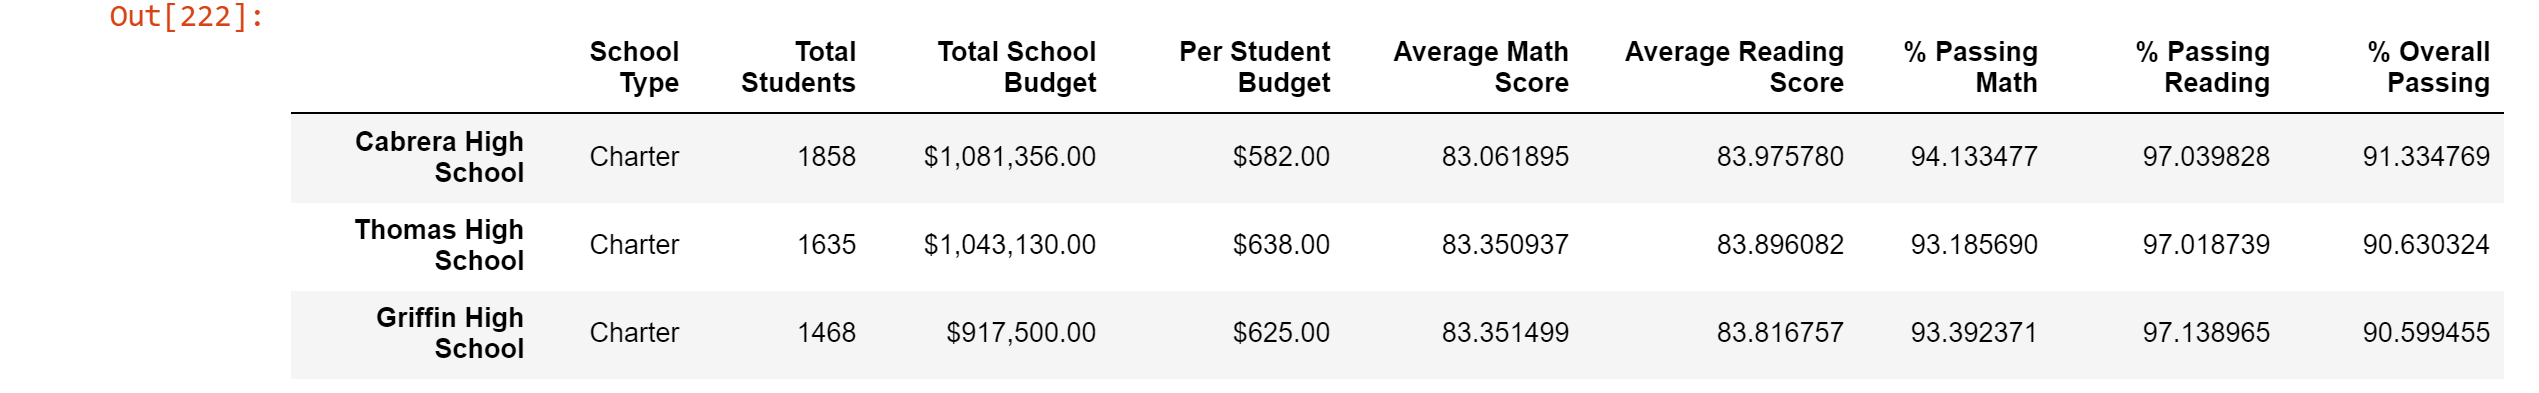 Out[222]:
School Total Total School Per Student Average Math Average Reading % Passing % Passing % Overall
Type Students Budget Budget Score Score Math Reading Passing
Cabrera High
School Charter 1858 $1,081,356.00 $582.00 83.061895 83.975780 94.133477 97.039828 91.334769
Thomas High
School Charter 1635 $1,043,130.00 $638.00 83.350937 83.896082 93.185690 97.018739 90.630324
Griffin High
School Charter 1468 $917,500.00 $625.00 83.351499 83.816757 93.392371 97.138965 90.599455